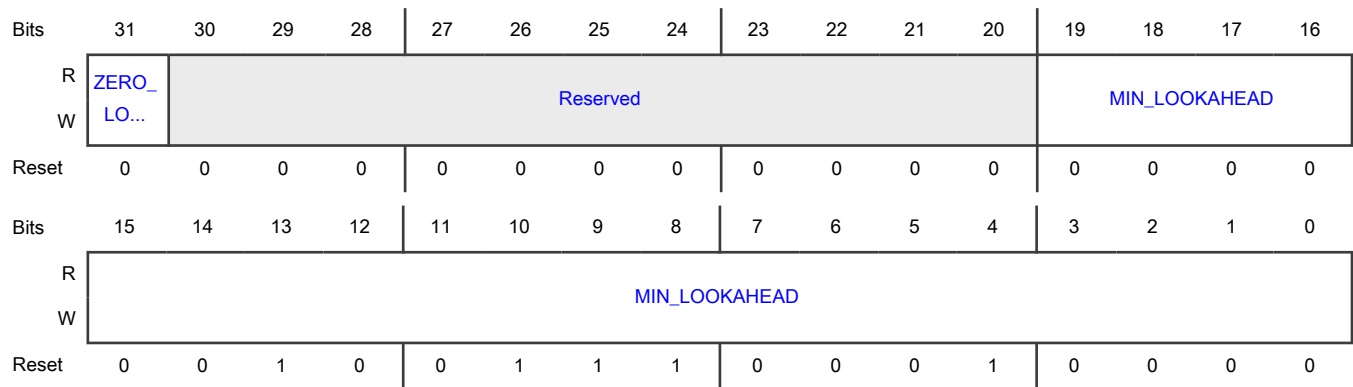 Bits 31 30 29 28 27 26 25 24 23 22 21 20 19 18 17 16
R
ZERO_
LO...
Reserved
MIN_LOOKAHEAD
W
Reset 0 0 0 0 0 0 0 0 0 0 0 0 0 0 0 0
Bits 15 14 13 12 11 10 9 8 7 6 5 4 3 2 1 0
R
MIN_LOOKAHEAD
W
Reset 0 0 1 0 0 1 1 1 0 0 0 1 0 0 0 0